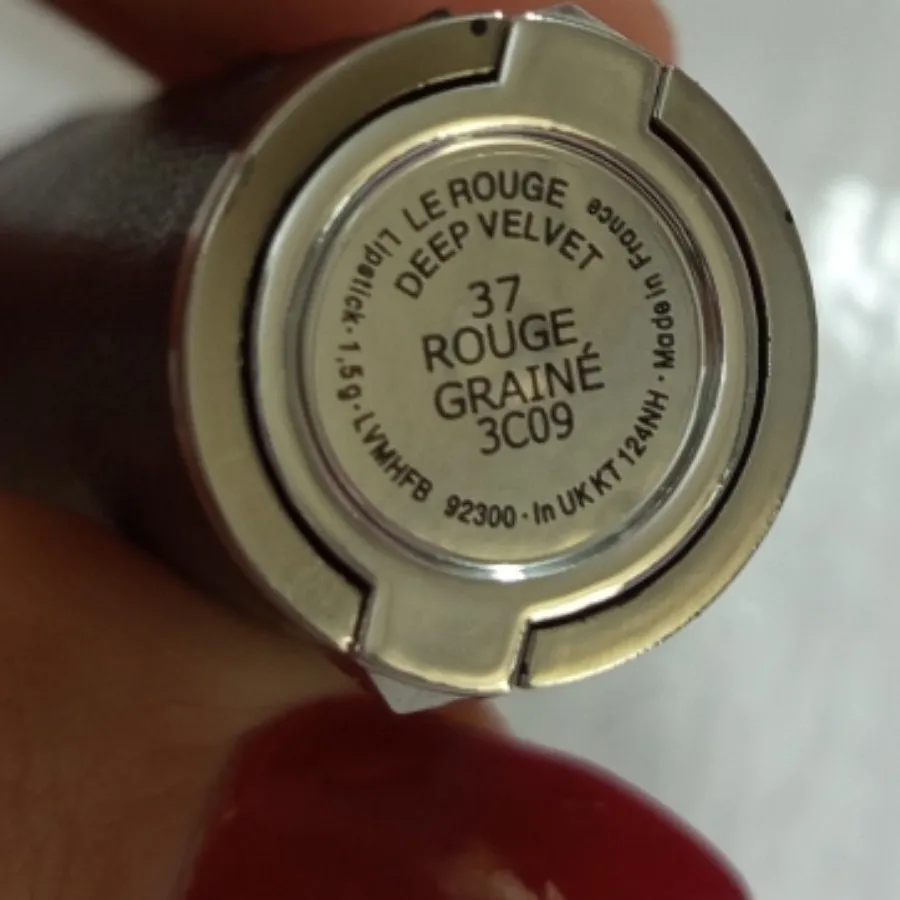 LE ROUGE
DEEP VELVET
37
ROUGE
GRAINÉ
3C09
Lipstick · 1,5g · LVMHFB 92300 · In UK KT 124NH · Made in France